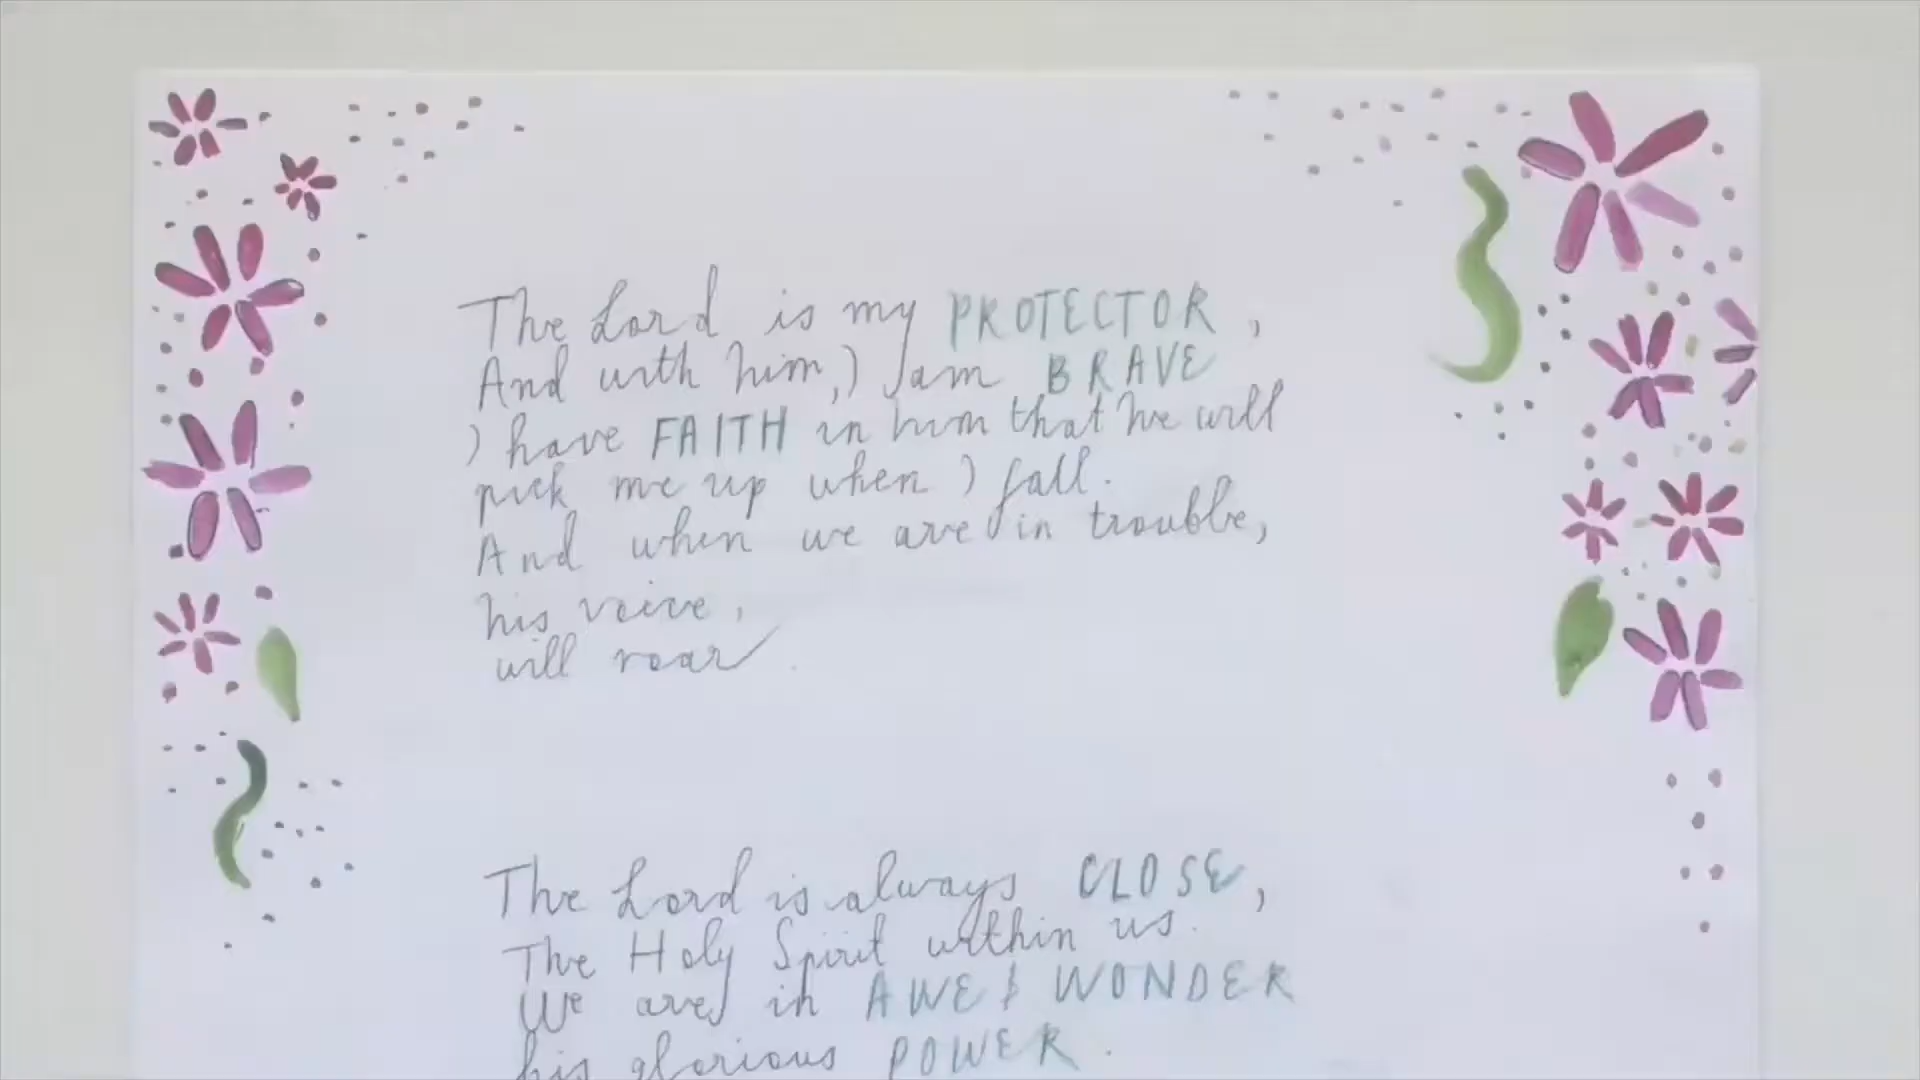 The Lord is my PROTECTOR,
And with him, I am BRAVE
I have FAITH in him that he will
pick me up when I fall.
And when we are in trouble,
his voice,
will roar.
The Lord is always CLOSE,
The Holy Spirit within us.
We are in AWE & WONDER
his glorious POWER.